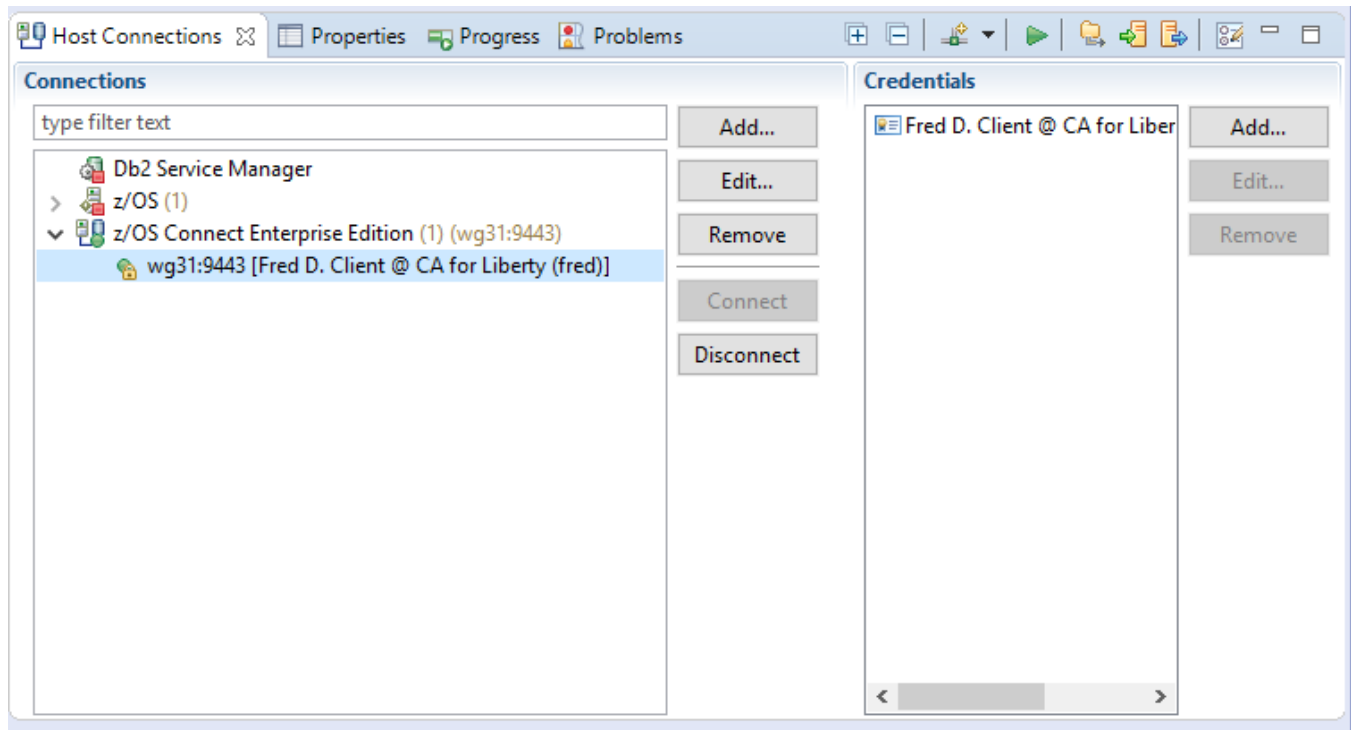 Host Connections Properties Progress Problems
Connections
type filter text
Db2 Service Manager
z/OS (1)
z/OS Connect Enterprise Edition (1) (wg31:9443)
wg31:9443 [Fred D. Client @ CA for Liberty (fred)]
Add...
Edit...
Remove
Connect
Disconnect
Credentials
Fred D. Client @ CA for Liber
Add...
Edit...
Remove